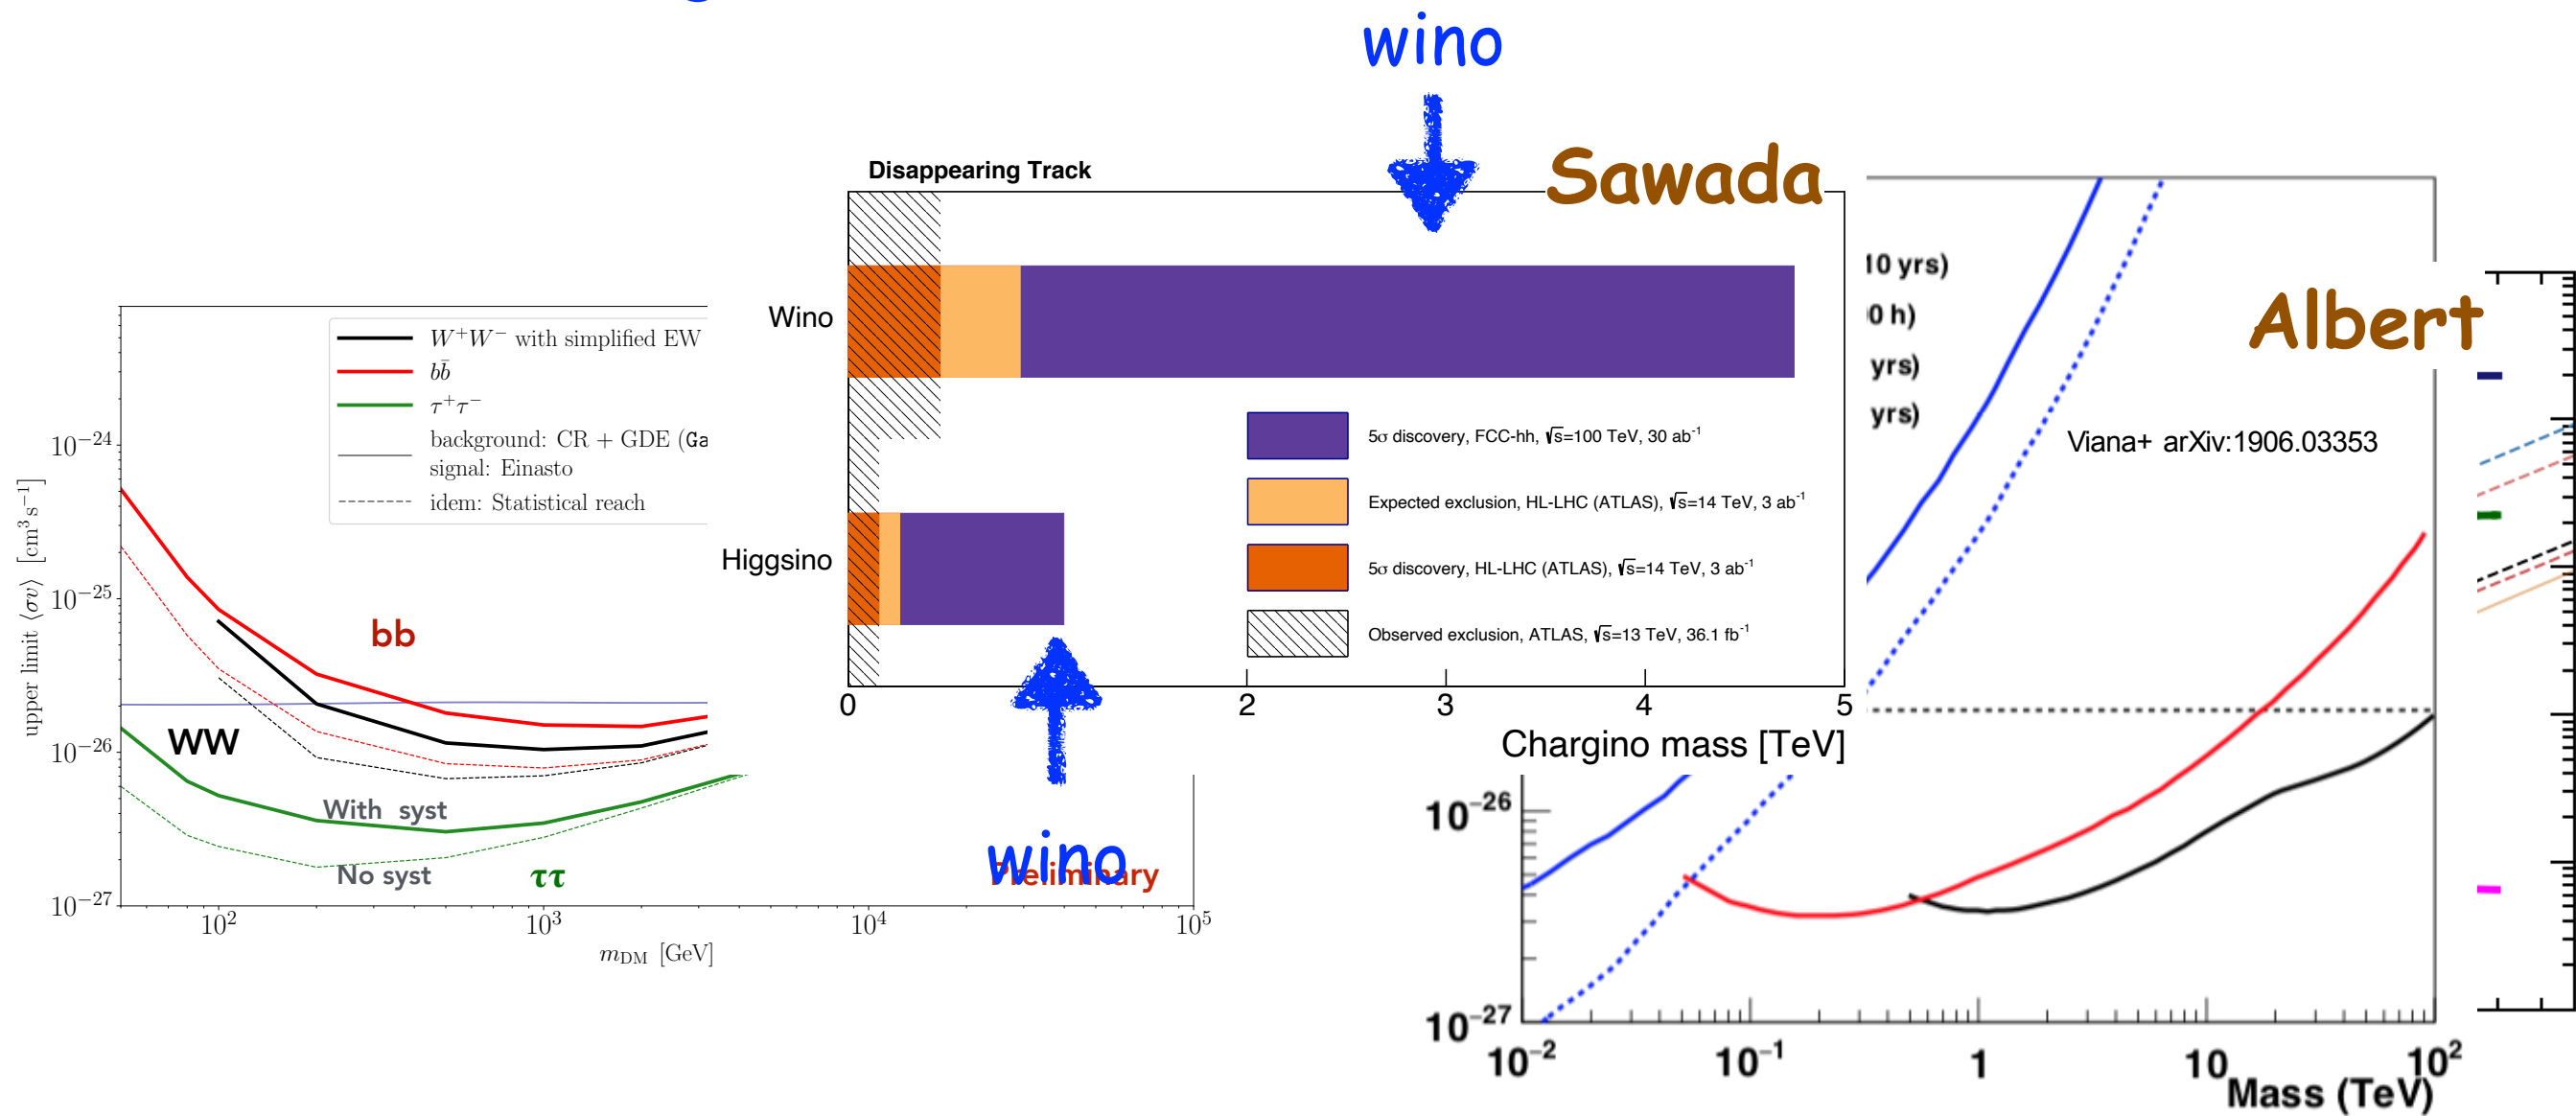 wino
Sawada
Disappearing Track
Wino
Higgsino
5σ discovery, FCC-hh, √s=100 TeV, 30 ab⁻¹
Expected exclusion, HL-LHC (ATLAS), √s=14 TeV, 3 ab⁻¹
5σ discovery, HL-LHC (ATLAS), √s=14 TeV, 3 ab⁻¹
Observed exclusion, ATLAS, √s=13 TeV, 36.1 fb⁻¹
0 2 3 4 5
Chargino mass [TeV]
wino
Preliminary
W⁺W⁻ with simplified EW
bb̄
τ⁺τ⁻
background: CR + GDE (Ga
signal: Einasto
idem: Statistical reach
upper limit ⟨σv⟩ [cm³ s⁻¹]
10⁻²⁴
10⁻²⁵
10⁻²⁶
10⁻²⁷
bb
WW
With syst
No syst
ττ
10² 10³ 10⁴ 10⁵
m_DM [GeV]
10 yrs)
0 h)
yrs)
yrs)
Albert
Viana+ arXiv:1906.03353
10⁻²⁶
10⁻²⁷
10⁻² 10⁻¹ 1 10 10²
Mass (TeV)